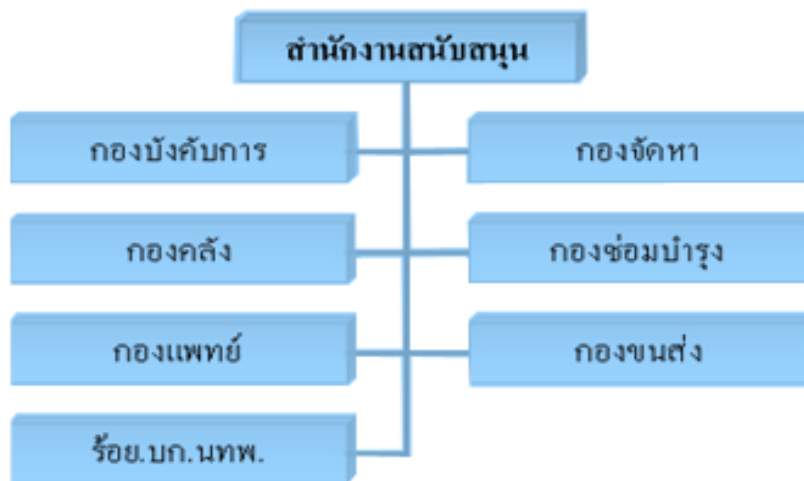 สำนักงานสนับสนุน
กองบังคับการ
กองจัดหา
กองคลัง
กองซ่อมบำรุง
กองแพทย์
กองขนส่ง
ร้อย.บก.นทพ.